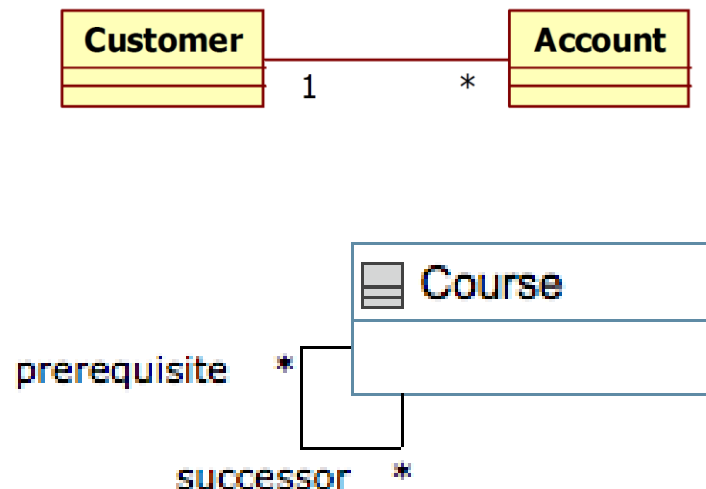 Customer Account
1 *
Course
prerequisite *
successor *